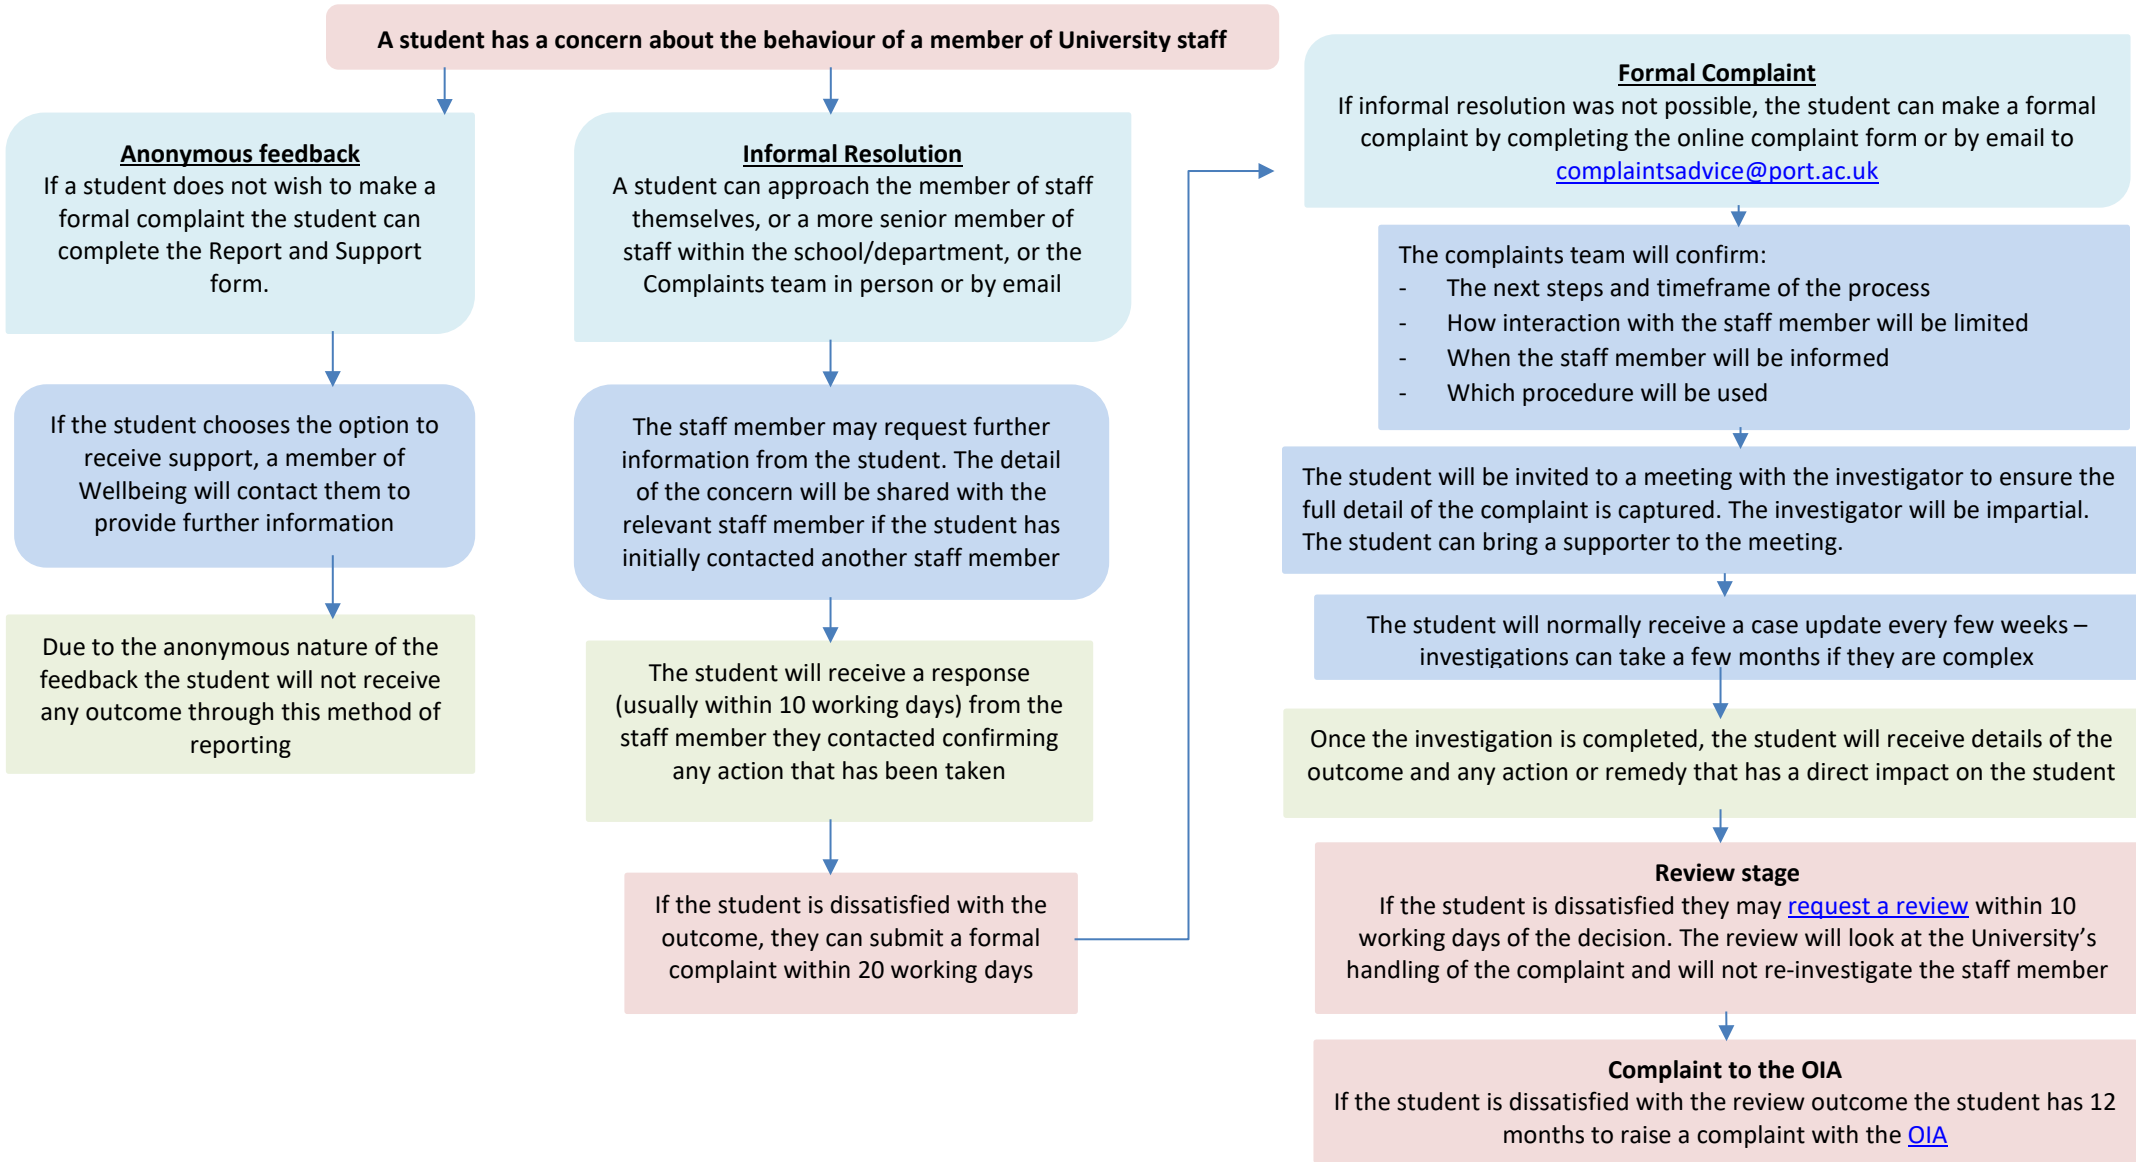 A student has a concern about the behaviour of a member of University staff
Anonymous feedback
If a student does not wish to make a
formal complaint the student can
complete the Report and Support
form.
If the student chooses the option to
receive support, a member of
Wellbeing will contact them to
provide further information
Due to the anonymous nature of the
feedback the student will not receive
any outcome through this method of
reporting
Informal Resolution
A student can approach the member of staff
themselves, or a more senior member of
staff within the school/department, or the
Complaints team in person or by email
The staff member may request further
information from the student. The detail
of the concern will be shared with the
relevant staff member if the student has
initially contacted another staff member
The student will receive a response
(usually within 10 working days) from the
staff member they contacted confirming
any action that has been taken
If the student is dissatisfied with the
outcome, they can submit a formal
complaint within 20 working days
Formal Complaint
If informal resolution was not possible, the student can make a formal
complaint by completing the online complaint form or by email to
complaintsadvice@port.ac.uk
The complaints team will confirm:
- The next steps and timeframe of the process
- How interaction with the staff member will be limited
- When the staff member will be informed
- Which procedure will be used
The student will be invited to a meeting with the investigator to ensure the
full detail of the complaint is captured. The investigator will be impartial.
The student can bring a supporter to the meeting.
The student will normally receive a case update every few weeks –
investigations can take a few months if they are complex
Once the investigation is completed, the student will receive details of the
outcome and any action or remedy that has a direct impact on the student
Review stage
If the student is dissatisfied they may request a review within 10
working days of the decision. The review will look at the University’s
handling of the complaint and will not re-investigate the staff member
Complaint to the OIA
If the student is dissatisfied with the review outcome the student has 12
months to raise a complaint with the OIA